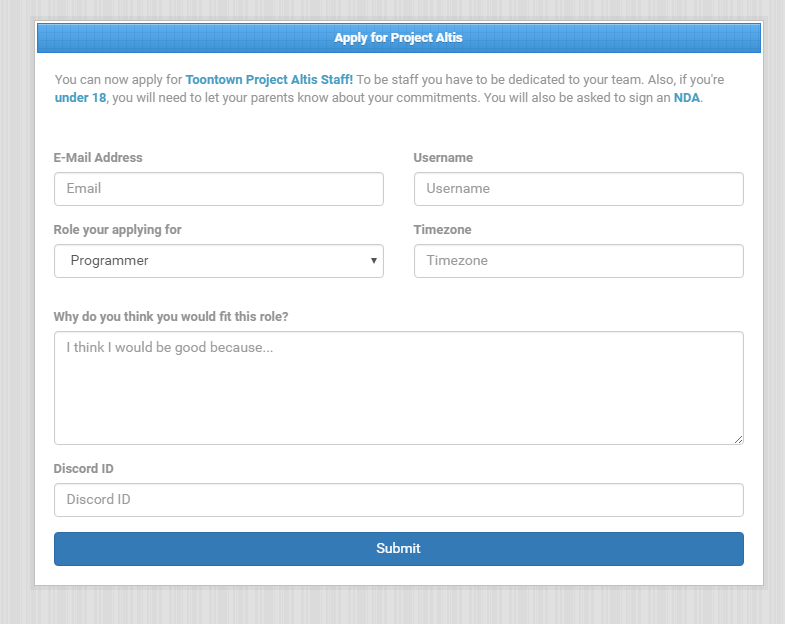 Apply for Project Altis
You can now apply for Toontown Project Altis Staff! To be staff you have to be dedicated to your team. Also, if you're
under 18, you will need to let your parents know about your commitments. You will also be asked to sign an NDA.
E-Mail Address
Username
Email
Username
Role your applying for
Timezone
Programmer
Timezone
Why do you think you would fit this role?
I think I would be good because...
Discord ID
Discord ID
Submit